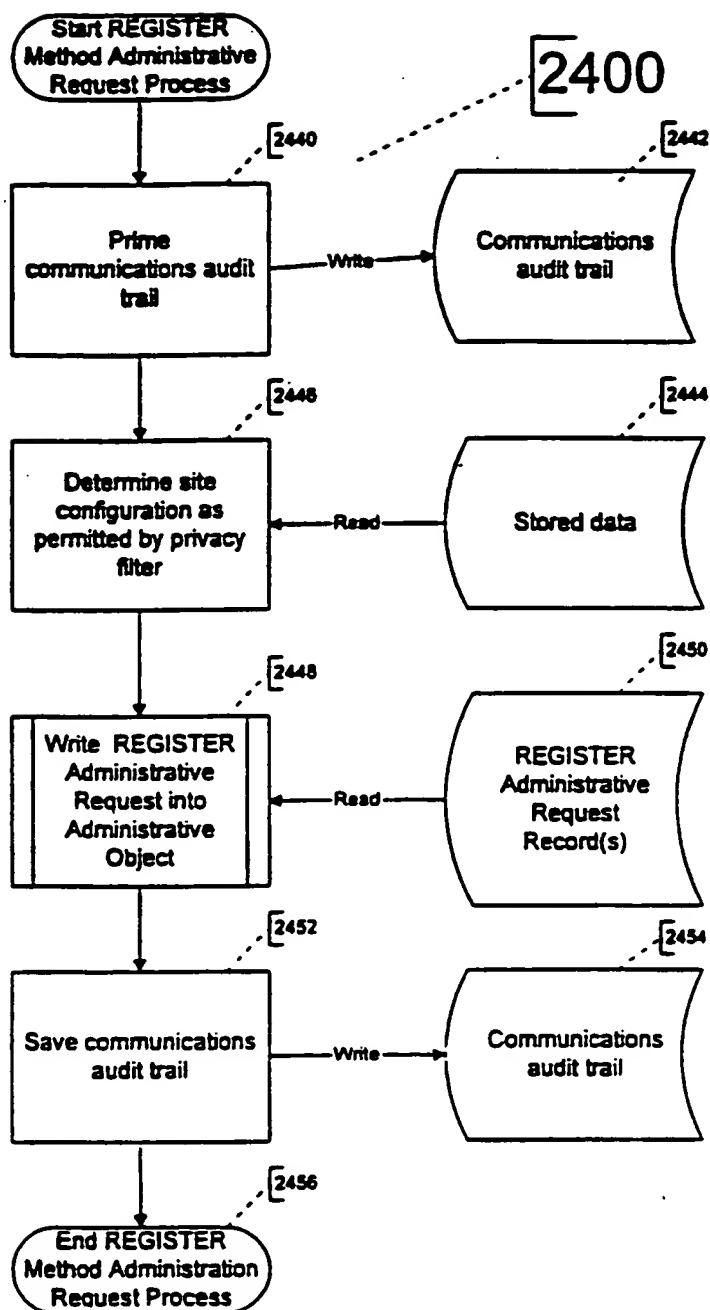 Start REGISTER
Method Administrative
Request Process
2400
2440
2442
Prime
communications audit
trail
Write
Communications
audit trail
2446
2444
Determine site
configuration as
permitted by privacy
filter
Read
Stored data
2448
2450
Write REGISTER
Administrative
Request into
Administrative
Object
Read
REGISTER
Administrative
Request
Record(s)
2452
2454
Save communications
audit trail
Write
Communications
audit trail
2456
End REGISTER
Method Administration
Request Process